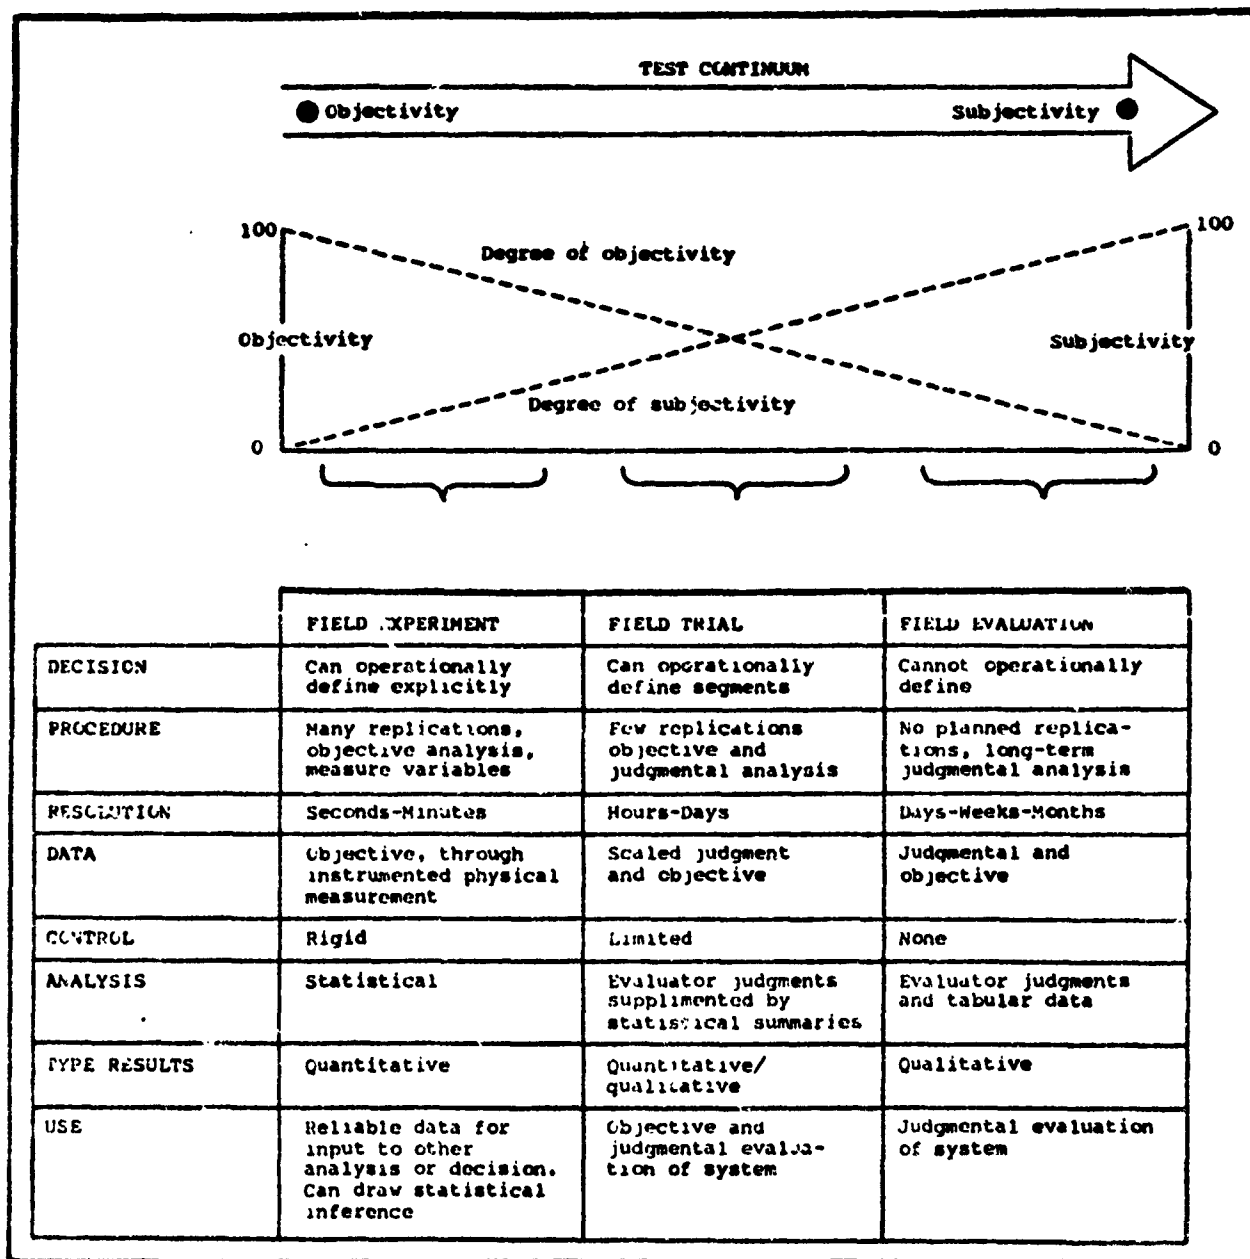 TEST CONTINUUM
Objectivity Subjectivity
100 100
Degree of objectivity
Objectivity Subjectivity
Degree of subjectivity
0 0
FIELD EXPERIMENT FIELD TRIAL FIELD EVALUATION
DECISION Can operationally Can operationally Cannot operationally
define explicitly define segments define
PROCEDURE Many replications, Few replications No planned replica-
objective analysis, objective and tions, long-term
measure variables judgmental analysis judgmental analysis
RESOLUTION Seconds-Minutes Hours-Days Days-Weeks-Months
DATA Objective, through Scaled judgment Judgmental and
instrumented physical and objective objective
measurement
CONTROL Rigid Limited None
ANALYSIS Statistical Evaluator judgments Evaluator judgments
supplimented by and tabular data
statistical summaries
TYPE RESULTS Quantitative Quantitative/ Qualitative
qualitative
USE Reliable data for Objective and Judgmental evaluation
input to other judgmental evalua- of system
analysis or decision. tion of system
Can draw statistical
inference